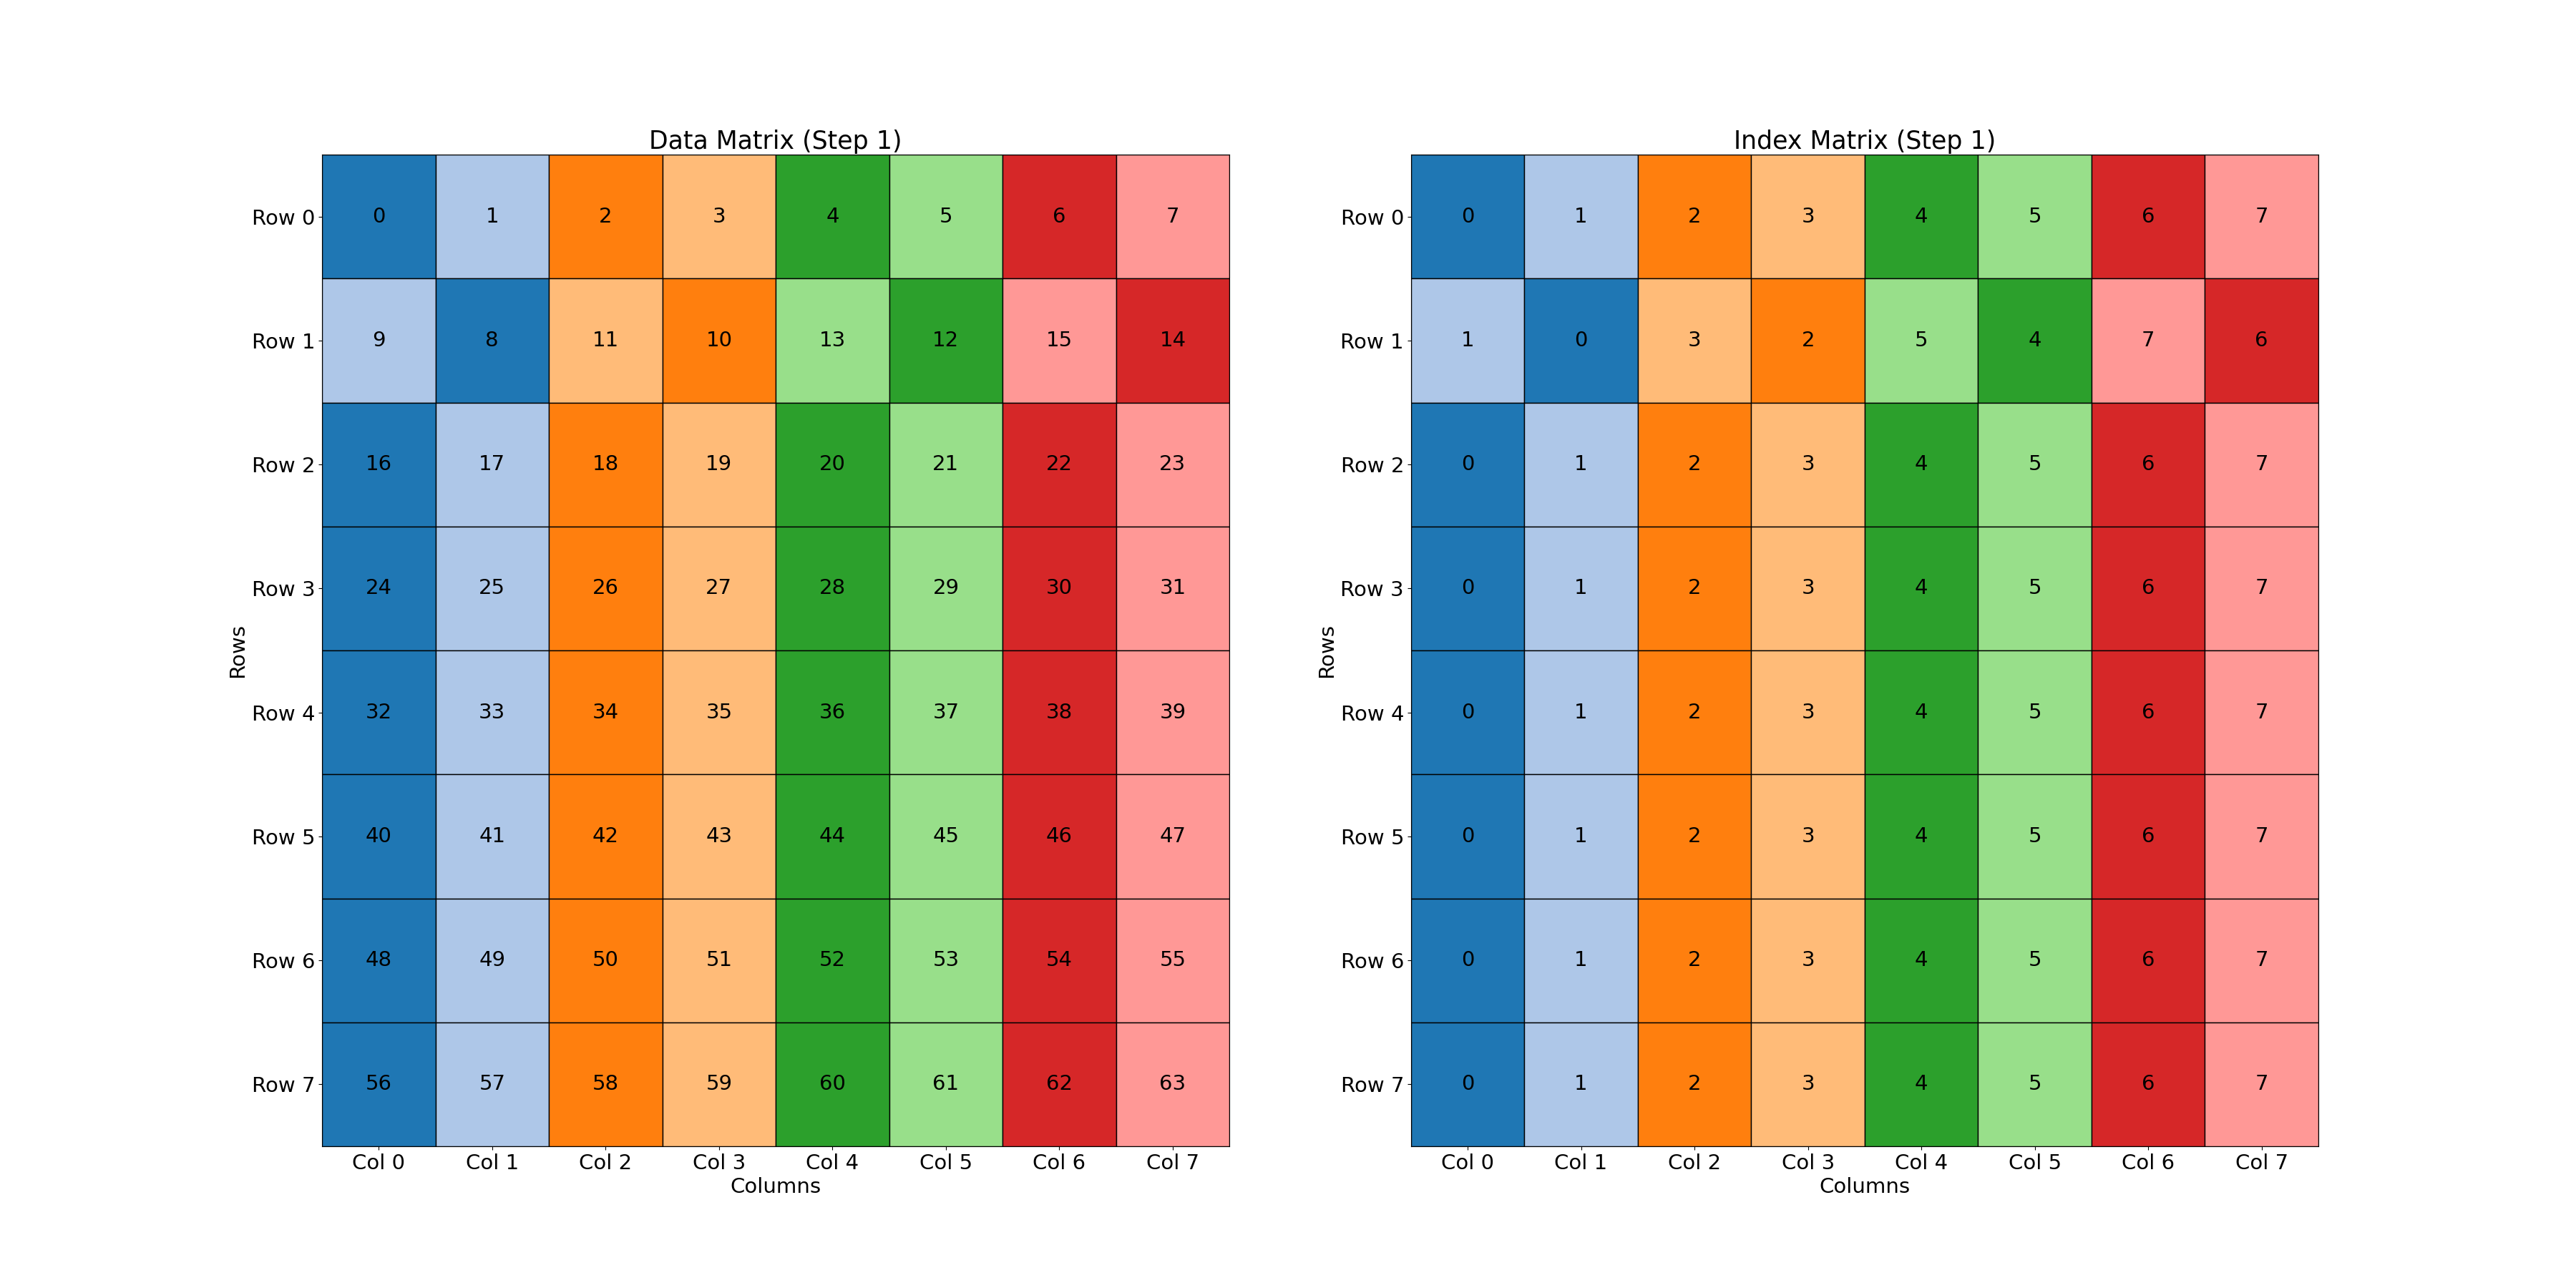 Data Matrix (Step 1)
Row 0 0 1 2 3 4 5 6 7
Row 1 9 8 11 10 13 12 15 14
Row 2 16 17 18 19 20 21 22 23
Row 3 24 25 26 27 28 29 30 31
Row 4 32 33 34 35 36 37 38 39
Row 5 40 41 42 43 44 45 46 47
Row 6 48 49 50 51 52 53 54 55
Row 7 56 57 58 59 60 61 62 63
Rows
Col 0 Col 1 Col 2 Col 3 Col 4 Col 5 Col 6 Col 7
Columns
Index Matrix (Step 1)
Row 0 0 1 2 3 4 5 6 7
Row 1 1 0 3 2 5 4 7 6
Row 2 0 1 2 3 4 5 6 7
Row 3 0 1 2 3 4 5 6 7
Row 4 0 1 2 3 4 5 6 7
Row 5 0 1 2 3 4 5 6 7
Row 6 0 1 2 3 4 5 6 7
Row 7 0 1 2 3 4 5 6 7
Rows
Col 0 Col 1 Col 2 Col 3 Col 4 Col 5 Col 6 Col 7
Columns